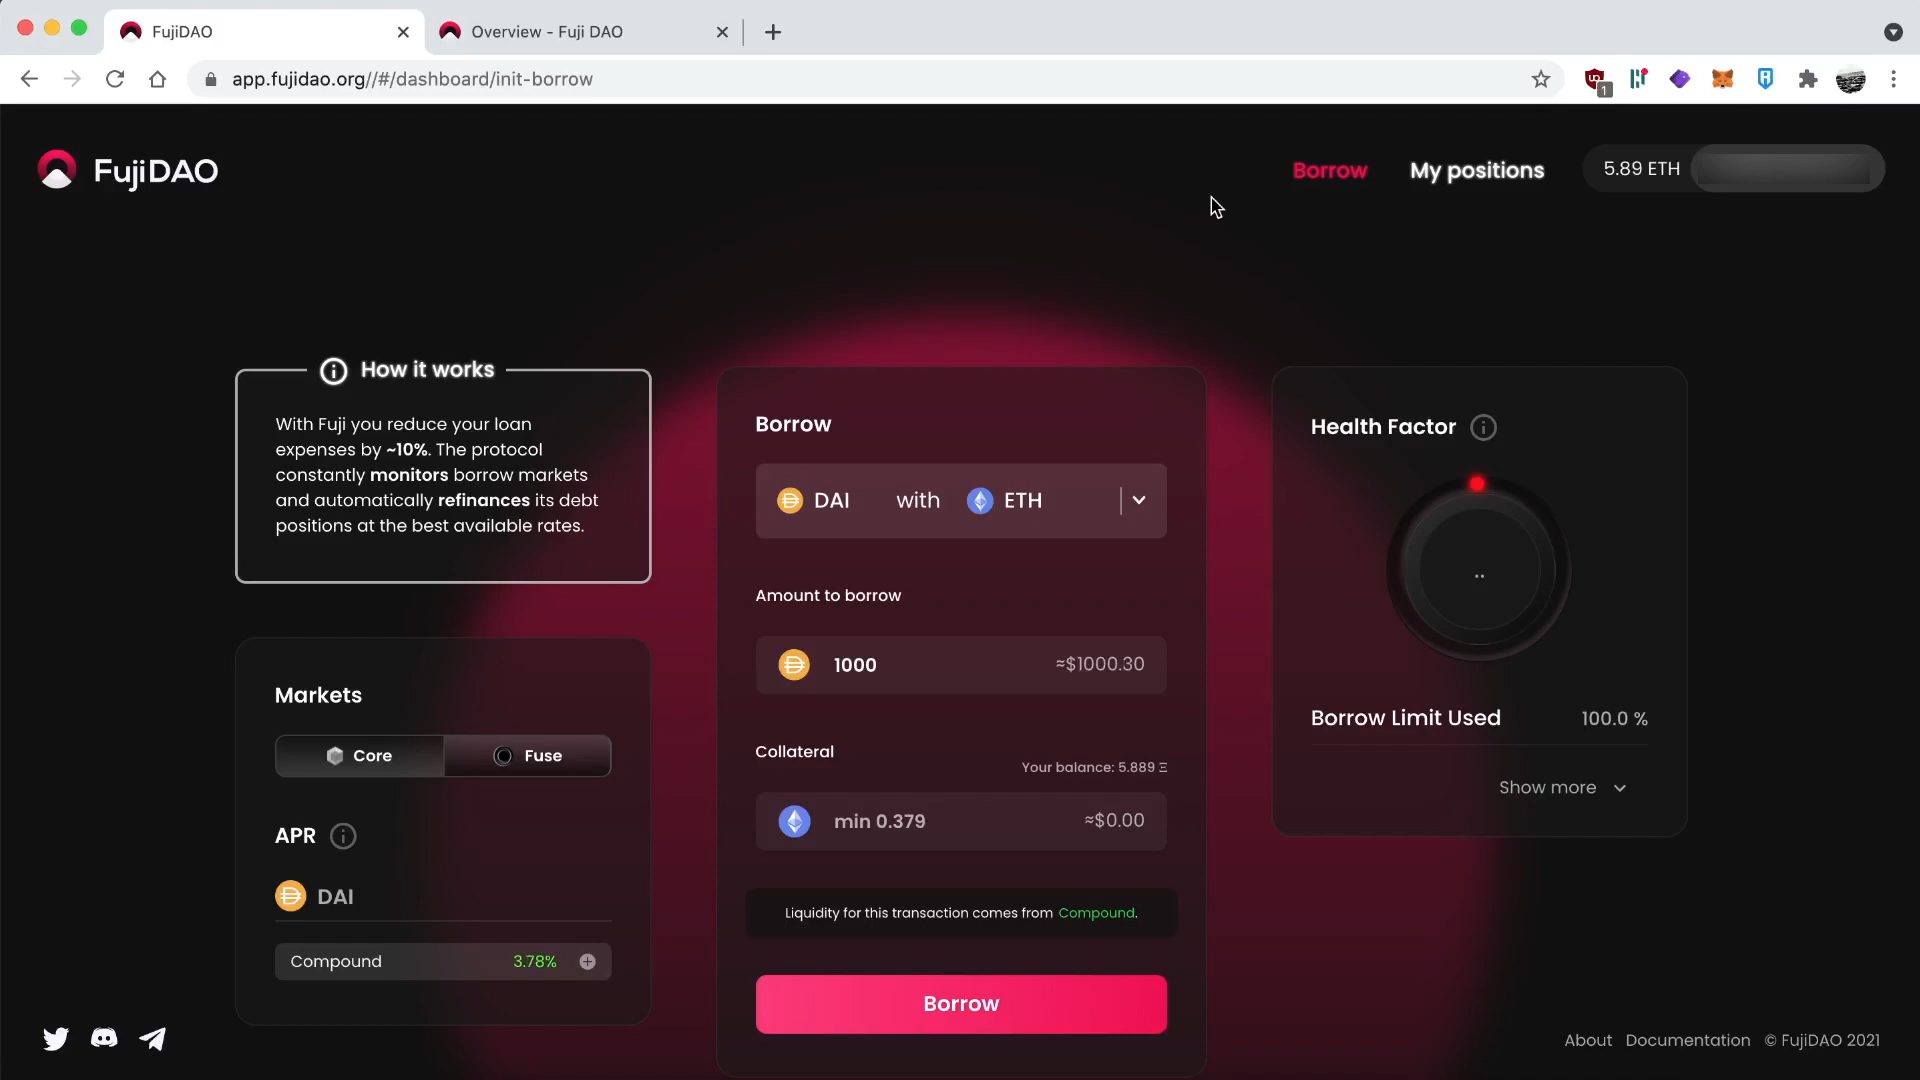 FujiDAO
Overview - Fuji DAO
app.fujidao.org//#/dashboard/init-borrow
1
FujiDAO
Borrow
My positions
5.89 ETH
How it works
With Fuji you reduce your loan
expenses by ~10%. The protocol
constantly monitors borrow markets
and automatically refinances its debt
positions at the best available rates.
Markets
Core
Fuse
APR
DAI
Compound 3.78%
Borrow
DAI with ETH
Amount to borrow
1000 ≈$1000.30
Collateral
Your balance: 5.889 Ξ
min 0.379 ≈$0.00
Liquidity for this transaction comes from Compound.
Borrow
Health Factor
..
Borrow Limit Used 100.0 %
Show more
About Documentation © FujiDAO 2021